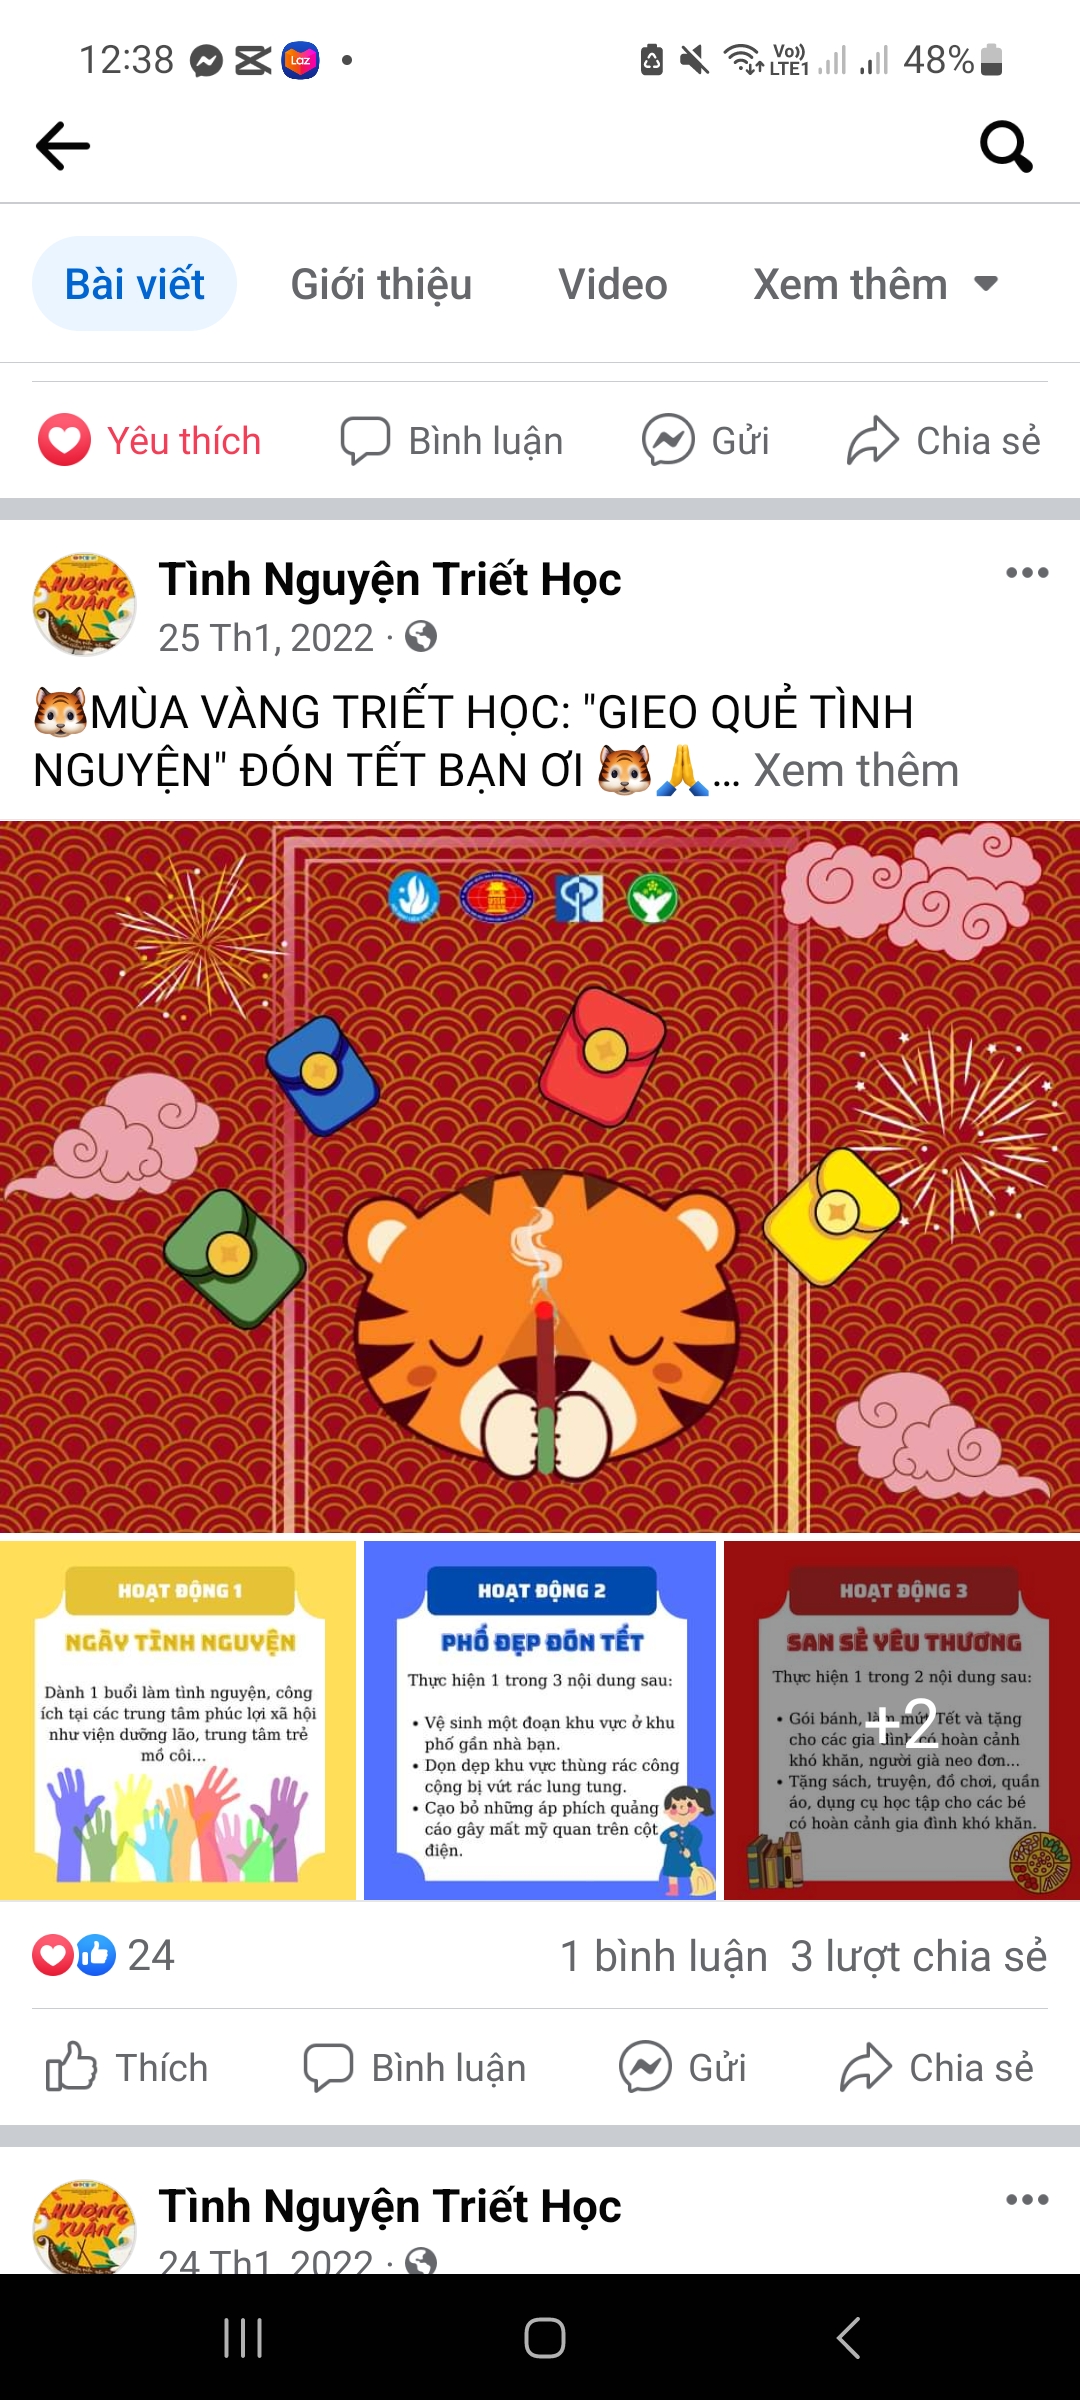 12:38
Laz
Vo))
LTE1
48%
Bài viết
Giới thiệu
Video
Xem thêm
Yêu thích
Bình luận
Gửi
Chia sẻ
HƯƠNG
XUÂN
Tình Nguyện Triết Học
25 Th1, 2022 ·
🐯MÙA VÀNG TRIẾT HỌC: "GIEO QUẺ TÌNH
NGUYỆN" ĐÓN TẾT BẠN ƠI 🐯🙏... Xem thêm
HOẠT ĐỘNG 1
NGÀY TÌNH NGUYỆN
Dành 1 buổi làm tình nguyện, công
ích tại các trung tâm phúc lợi xã hội
như viện dưỡng lão, trung tâm trẻ
mồ côi...
HOẠT ĐỘNG 2
PHỐ ĐẸP ĐÓN TẾT
Thực hiện 1 trong 3 nội dung sau:
• Vệ sinh một đoạn khu vực ở khu
phố gần nhà bạn.
• Dọn dẹp khu vực thùng rác công
cộng bị vứt rác lung tung.
• Cạo bỏ những áp phích quảng
cáo gây mất mỹ quan trên cột
điện.
HOẠT ĐỘNG 3
SAN SẺ YÊU THƯƠNG
Thực hiện 1 trong 2 nội dung sau:
• Gói bánh, làm mứt Tết và tặng
cho các gia đình có hoàn cảnh
khó khăn, người già neo đơn...
• Tặng sách, truyện, đồ chơi, quần
áo, dụng cụ học tập cho các bé
có hoàn cảnh gia đình khó khăn.
+2
24
1 bình luận 3 lượt chia sẻ
Thích
Bình luận
Gửi
Chia sẻ
HƯƠNG
XUÂN
Tình Nguyện Triết Học
24 Th1, 2022 ·